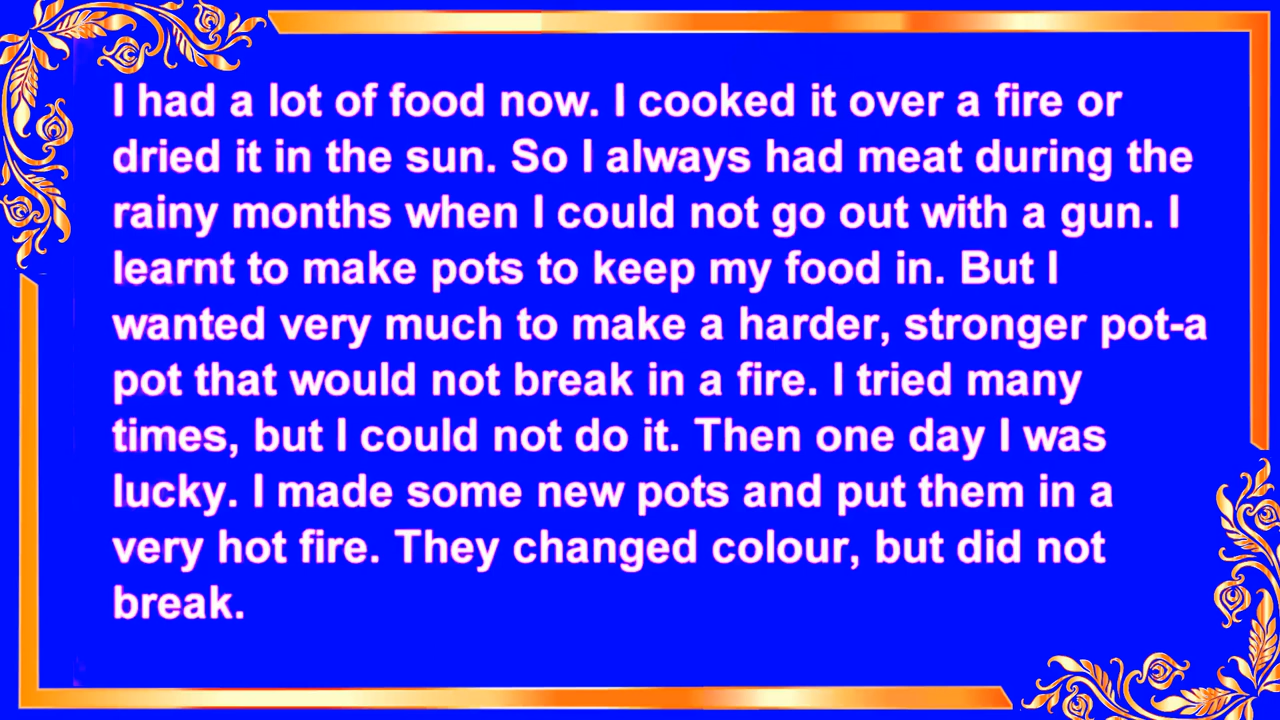 I had a lot of food now. I cooked it over a fire or
dried it in the sun. So I always had meat during the
rainy months when I could not go out with a gun. I
learnt to make pots to keep my food in. But I
wanted very much to make a harder, stronger pot-a
pot that would not break in a fire. I tried many
times, but I could not do it. Then one day I was
lucky. I made some new pots and put them in a
very hot fire. They changed colour, but did not
break.